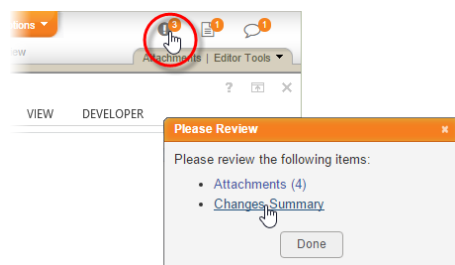 ions
3 1 1
ew
Attachments | Editor Tools
?
VIEW DEVELOPER
Please Review
Please review the following items:
• Attachments (4)
• Changes Summary
Done